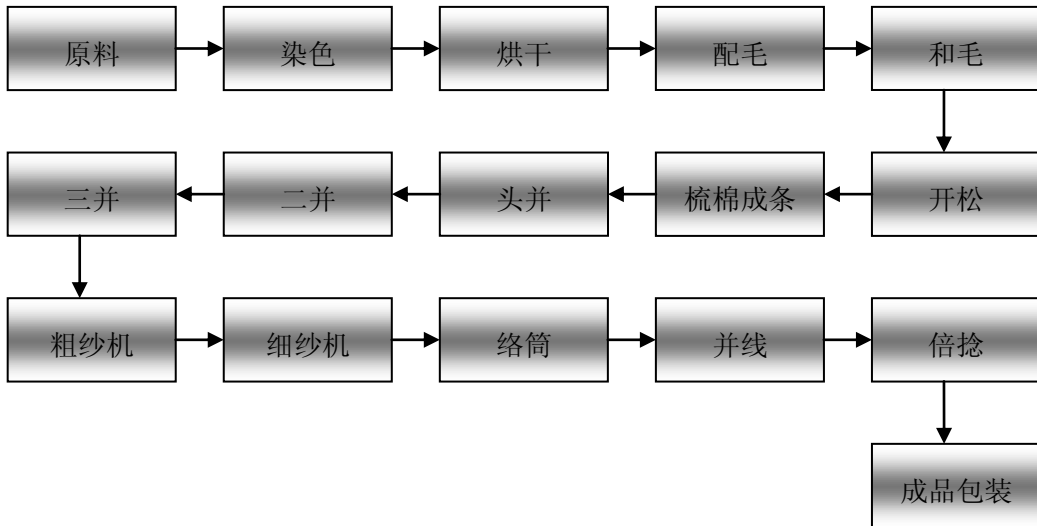 原料
染色
烘干
配毛
和毛
开松
梳棉成条
头并
二并
三并
粗纱机
细纱机
络筒
并线
倍捻
成品包装